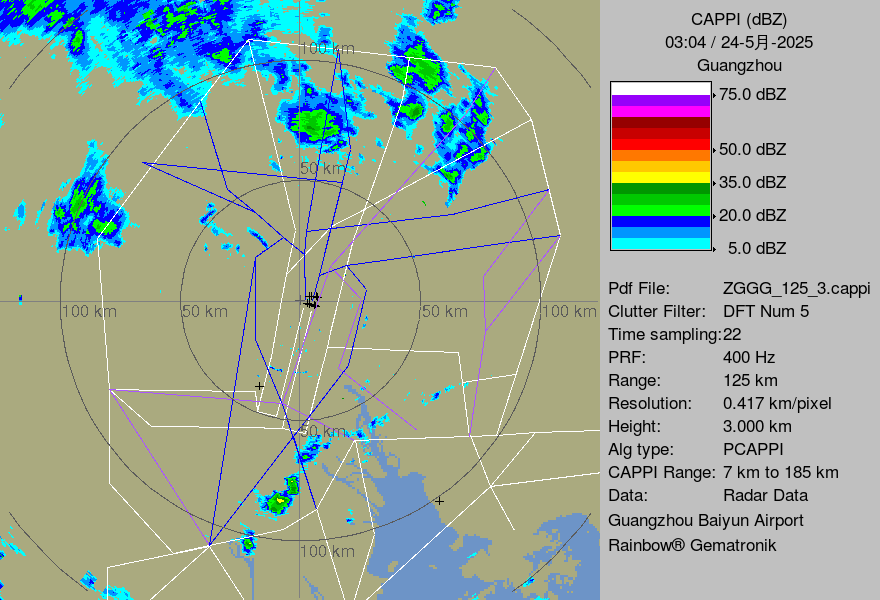 100 km
50 km
100 km
50 km
50 km
100 km
50 km
100 km
CAPPI (dBZ)
03:04 / 24-5月-2025
Guangzhou
75.0 dBZ
50.0 dBZ
35.0 dBZ
20.0 dBZ
5.0 dBZ
Pdf File: ZGGG_125_3.cappi
Clutter Filter: DFT Num 5
Time sampling:22
PRF: 400 Hz
Range: 125 km
Resolution: 0.417 km/pixel
Height: 3.000 km
Alg type: PCAPPI
CAPPI Range: 7 km to 185 km
Data: Radar Data
Guangzhou Baiyun Airport
Rainbow® Gematronik